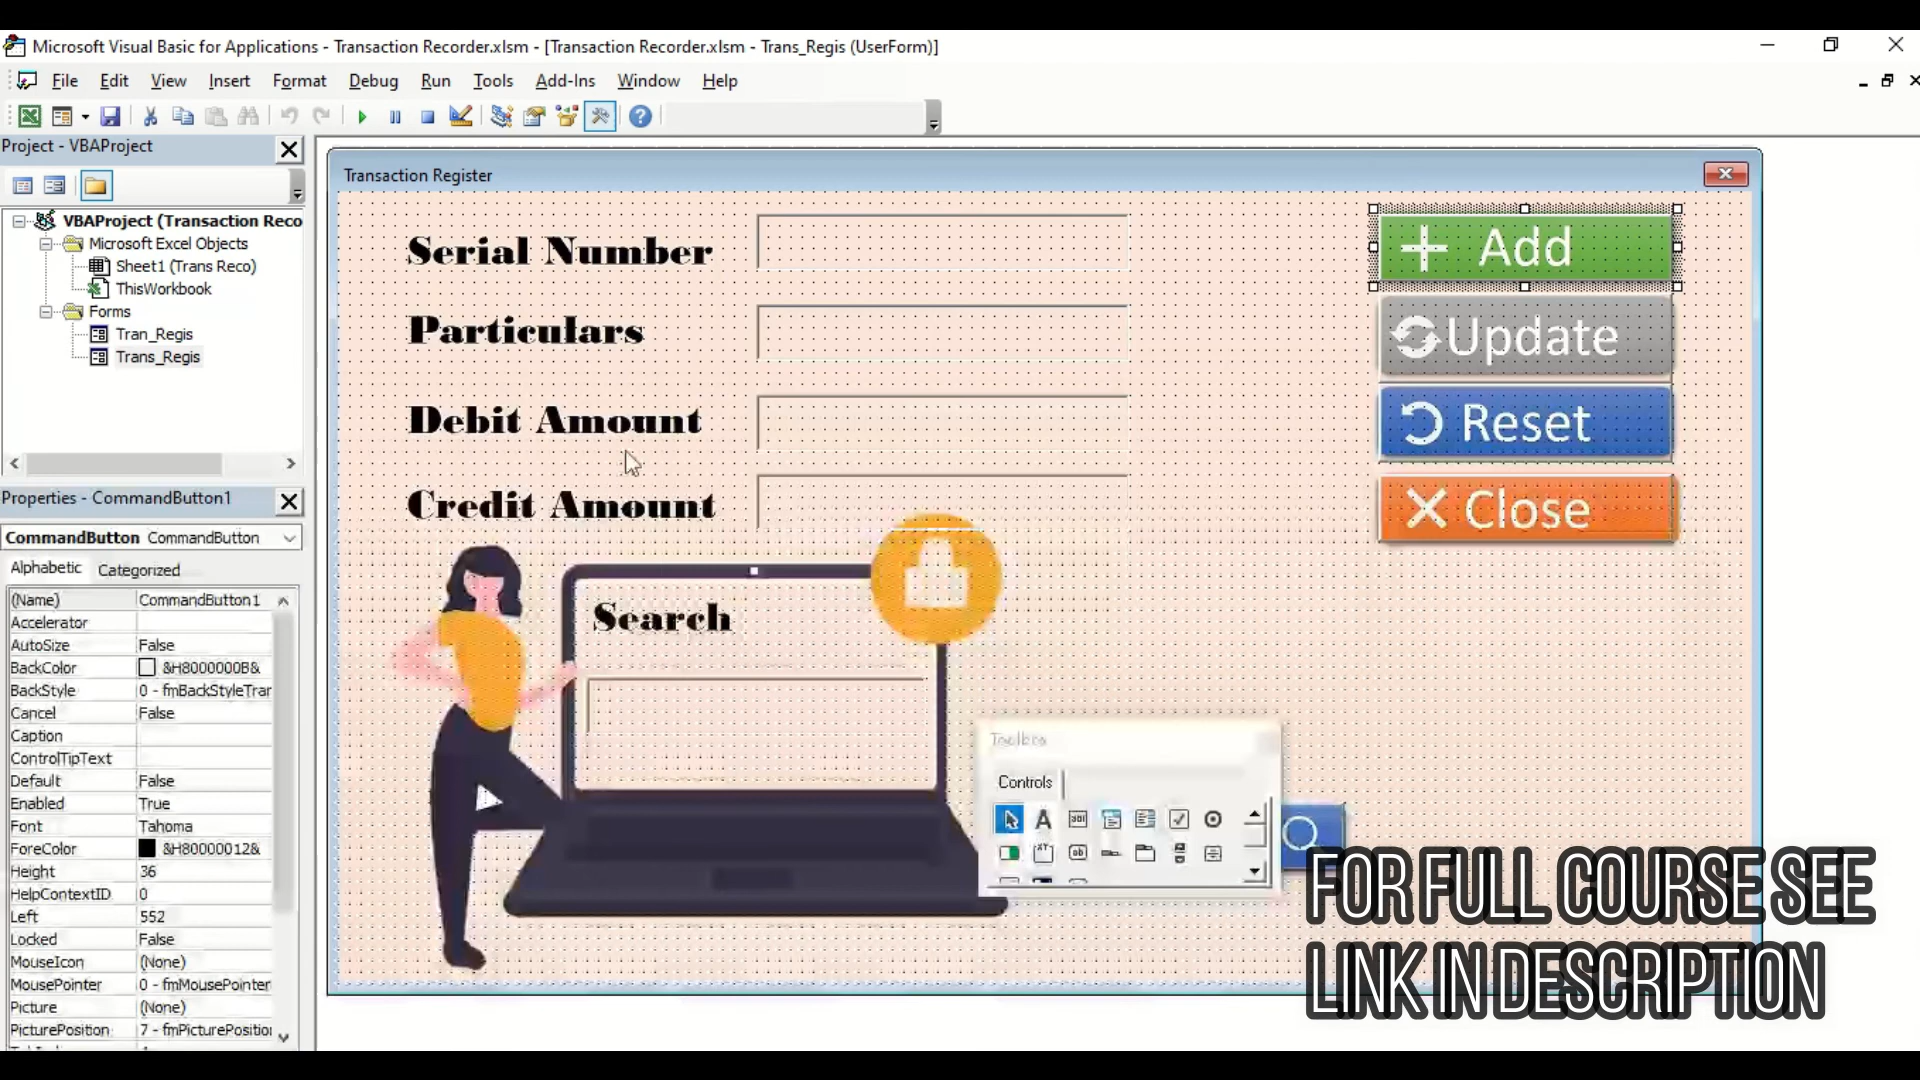 Microsoft Visual Basic for Applications - Transaction Recorder.xlsm - [Transaction Recorder.xlsm - Trans_Regis (UserForm)]
File Edit View Insert Format Debug Run Tools Add-Ins Window Help
Project - VBAProject
VBAProject (Transaction Reco
Microsoft Excel Objects
Sheet1 (Trans Reco)
ThisWorkbook
Forms
Tran_Regis
Trans_Regis
Properties - CommandButton1
CommandButton CommandButton
Alphabetic Categorized
(Name) CommandButton1
Accelerator
AutoSize False
BackColor &H8000000B&
BackStyle 0 - fmBackStyleTrar
Cancel False
Caption
ControlTipText
Default False
Enabled True
Font Tahoma
ForeColor &H80000012&
Height 36
HelpContextID 0
Left 552
Locked False
MouseIcon (None)
MousePointer 0 - fmMousePointer
Picture (None)
PicturePosition 7 - fmPicturePosition
Transaction Register
Serial Number
Particulars
Debit Amount
Credit Amount
Search
Add
Update
Reset
Close
Toolbox
Controls
FOR FULL COURSE SEE
LINK IN DESCRIPTION